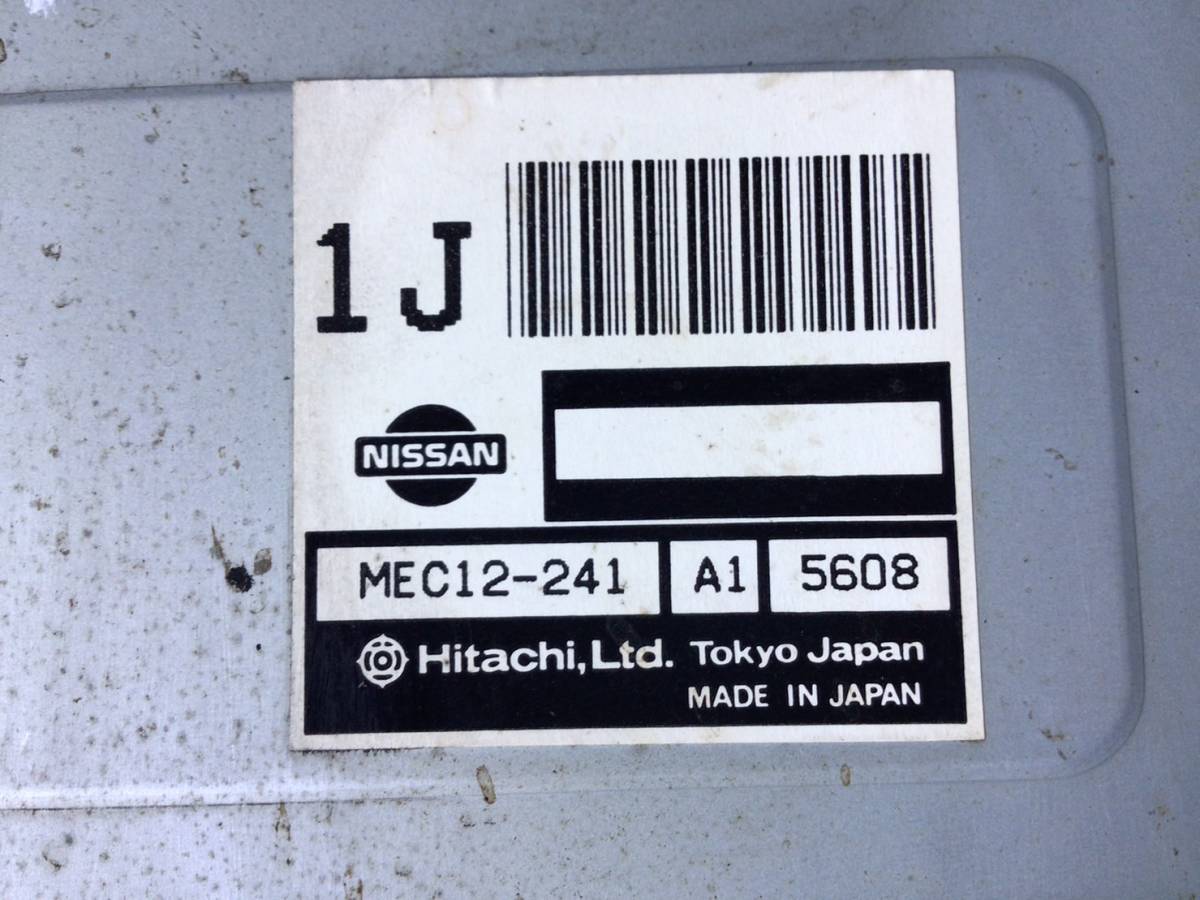 1J
NISSAN
MEC12-241 A1 5608
Hitachi, Ltd. Tokyo Japan
MADE IN JAPAN